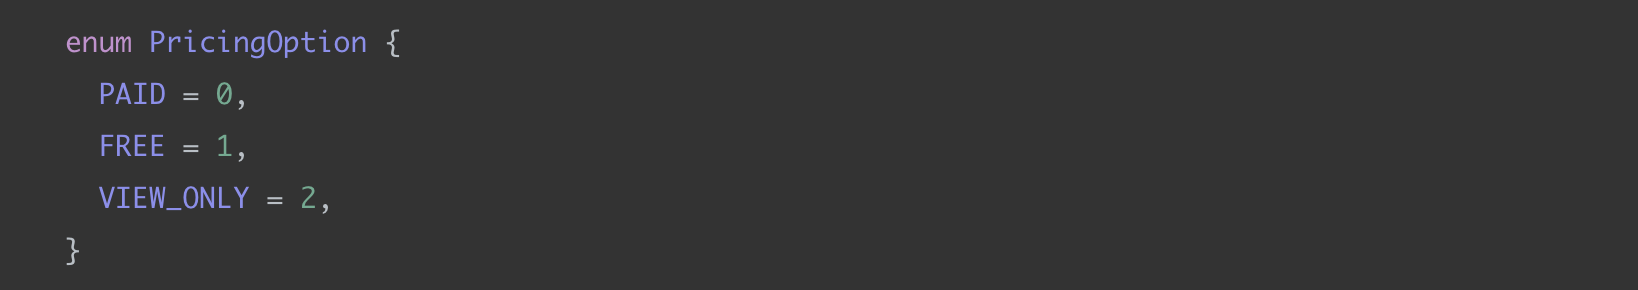 enum PricingOption {
  PAID = 0,
  FREE = 1,
  VIEW_ONLY = 2,
}